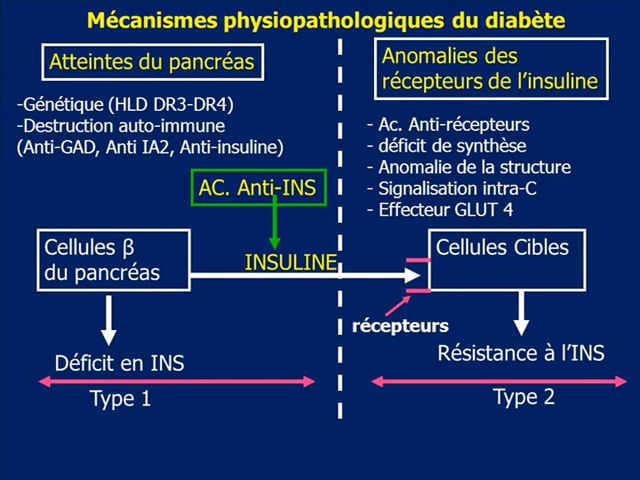 Mécanismes physiopathologiques du diabète
Atteintes du pancréas
-Génétique (HLD DR3-DR4)
-Destruction auto-immune
(Anti-GAD, Anti IA2, Anti-insuline)
AC. Anti-INS
Cellules β
du pancréas
INSULINE
Déficit en INS
Type 1
Anomalies des
récepteurs de l’insuline
- Ac. Anti-récepteurs
- déficit de synthèse
- Anomalie de la structure
- Signalisation intra-C
- Effecteur GLUT 4
Cellules Cibles
récepteurs
Résistance à l’INS
Type 2